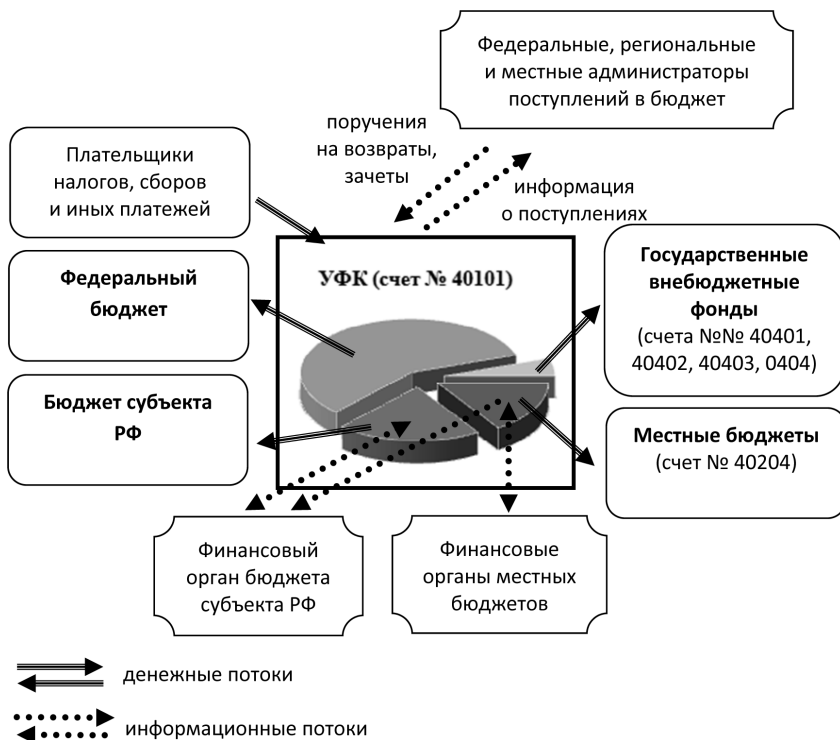 Федеральные, региональные
и местные администраторы
поступлений в бюджет
поручения
на возвраты,
зачеты
информация
о поступлениях
Плательщики
налогов, сборов
и иных платежей
УФК (счет № 40101)
Федеральный
бюджет
Государственные
внебюджетные
фонды
(счета №№ 40401,
40402, 40403, 0404)
Бюджет субъекта
РФ
Местные бюджеты
(счет № 40204)
Финансовый
орган бюджета
субъекта РФ
Финансовые
органы местных
бюджетов
денежные потоки
информационные потоки